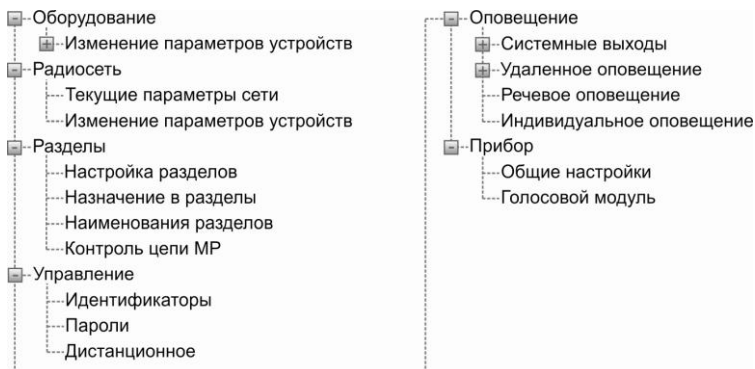 Оборудование
Изменение параметров устройств
Радиосеть
Текущие параметры сети
Изменение параметров устройств
Разделы
Настройка разделов
Назначение в разделы
Наименования разделов
Контроль цепи МР
Управление
Идентификаторы
Пароли
Дистанционное
Оповещение
Системные выходы
Удаленное оповещение
Речевое оповещение
Индивидуальное оповещение
Прибор
Общие настройки
Голосовой модуль